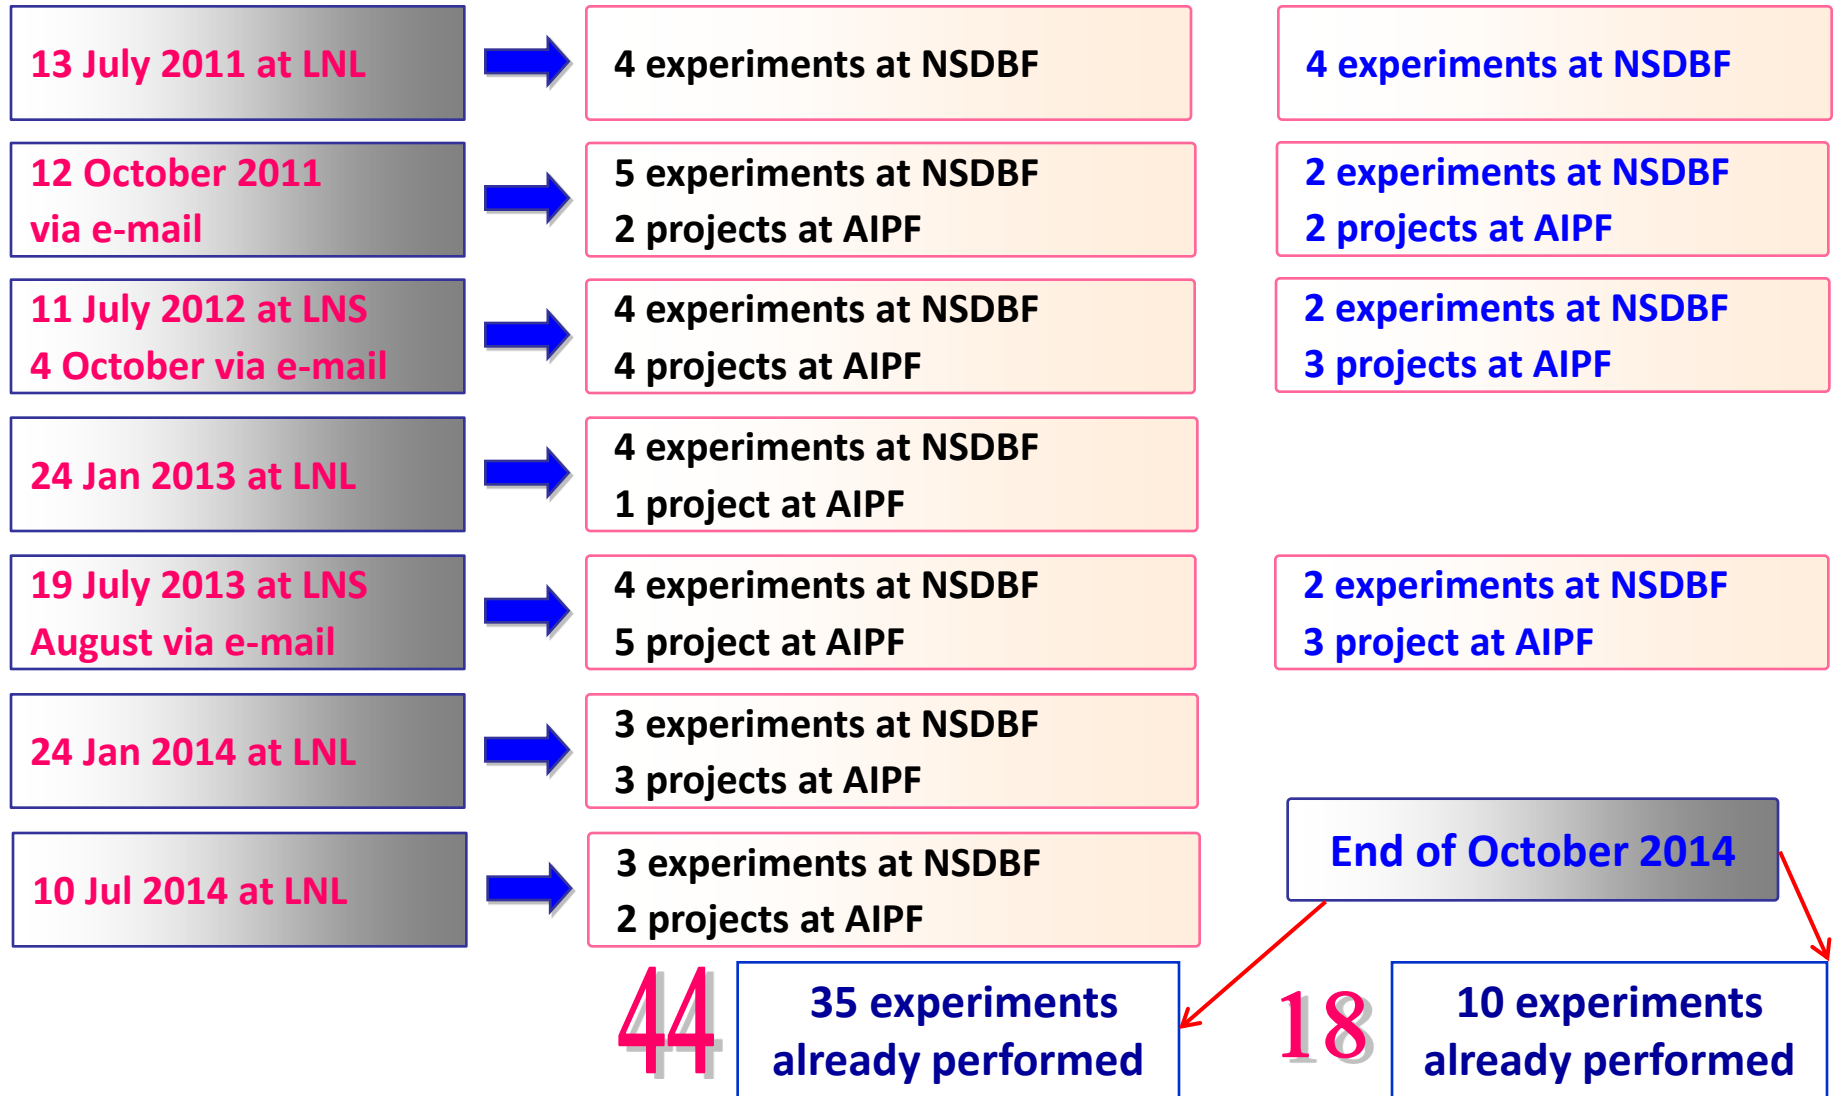 13 July 2011 at LNL
4 experiments at NSDBF
4 experiments at NSDBF
12 October 2011
via e-mail
5 experiments at NSDBF
2 projects at AIPF
2 experiments at NSDBF
2 projects at AIPF
11 July 2012 at LNS
4 October via e-mail
4 experiments at NSDBF
4 projects at AIPF
2 experiments at NSDBF
3 projects at AIPF
24 Jan 2013 at LNL
4 experiments at NSDBF
1 project at AIPF
19 July 2013 at LNS
August via e-mail
4 experiments at NSDBF
5 project at AIPF
2 experiments at NSDBF
3 project at AIPF
24 Jan 2014 at LNL
3 experiments at NSDBF
3 projects at AIPF
10 Jul 2014 at LNL
3 experiments at NSDBF
2 projects at AIPF
End of October 2014
44
35 experiments
already performed
18
10 experiments
already performed